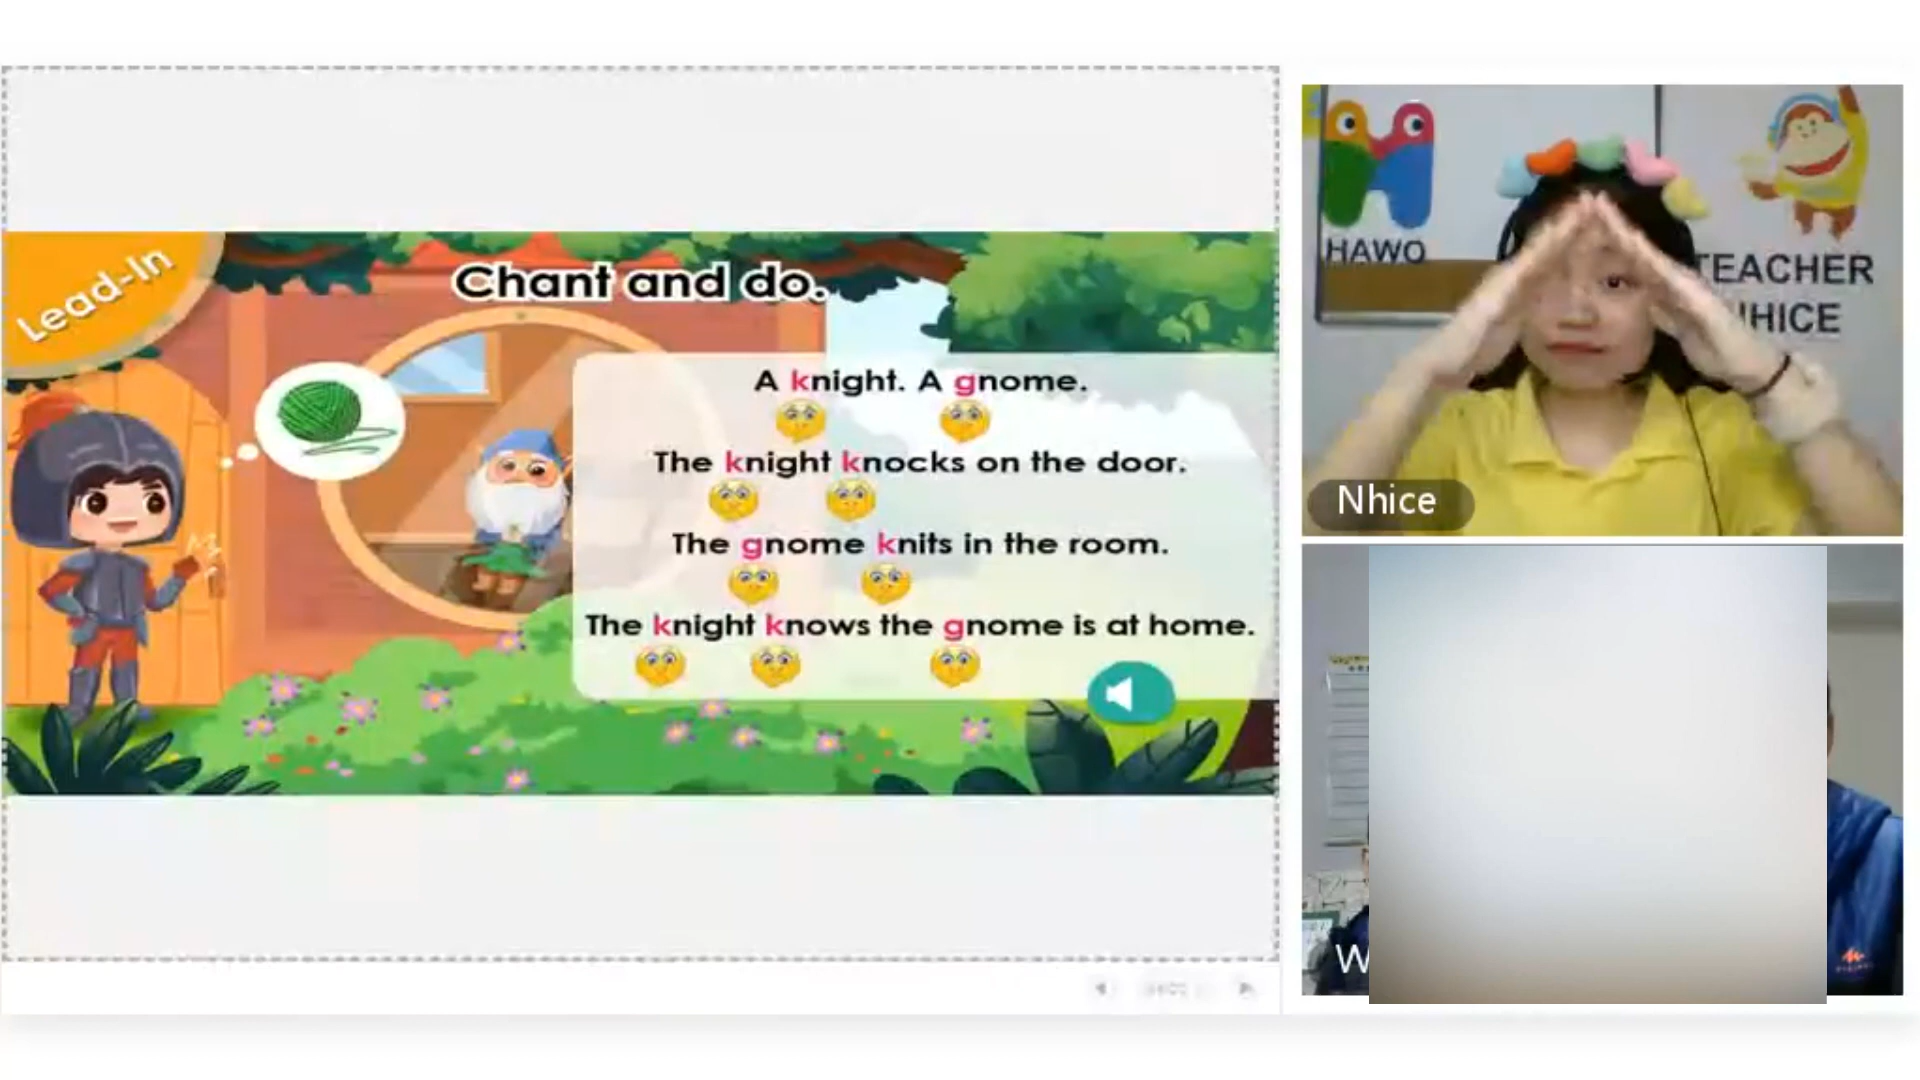 Lead-In
Chant and do.
A knight. A gnome.
The knight knocks on the door.
The gnome knits in the room.
The knight knows the gnome is at home.
HAWO
TEACHER
NHICE
Nhice
W